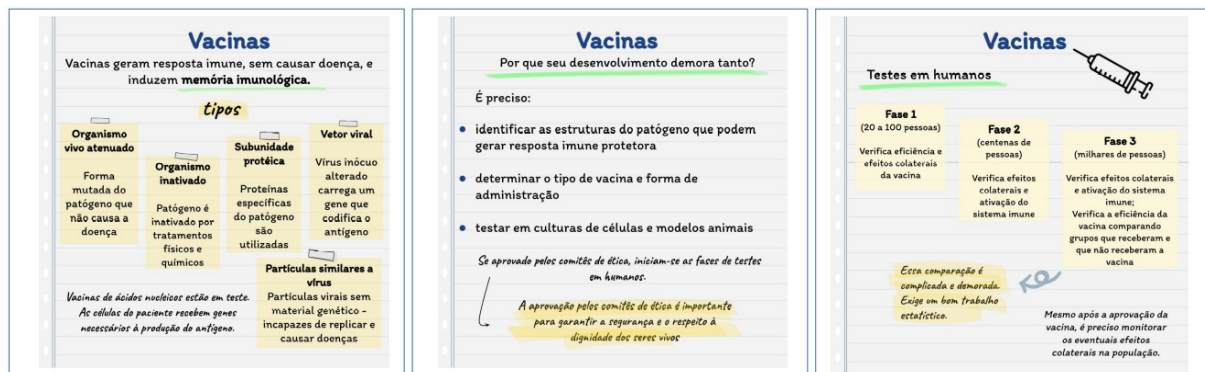 Vacinas
Vacinas geram resposta imune, sem causar doença, e
induzem memória imunológica.
tipos
Organismo
vivo atenuado
Forma
mutada do
patógeno que
não causa a
doença
Organismo
inativado
Patógeno é
inativado por
tratamentos
físicos e
químicos
Subunidade
protéica
Proteínas
específicas
do patógeno
são
utilizadas
Vetor viral
Vírus inócuo
alterado
carrega um
gene que
codifica o
antígeno
Partículas similares a
vírus
Partículas virais sem
material genético -
incapazes de replicar e
causar doenças
Vacinas de ácidos nucleicos estão em teste.
As células do paciente recebem genes
necessários à produção do antígeno.
Vacinas
Por que seu desenvolvimento demora tanto?
É preciso:
• identificar as estruturas do patógeno que podem
gerar resposta imune protetora
• determinar o tipo de vacina e forma de
administração
• testar em culturas de células e modelos animais
Se aprovado pelos comitês de ética, iniciam-se as fases de testes
em humanos.
A aprovação pelos comitês de ética é importante
para garantir a segurança e o respeito à
dignidade dos seres vivos
Vacinas
Testes em humanos
Fase 1
(20 a 100 pessoas)
Verifica eficiência e
efeitos colaterais
da vacina
Fase 2
(centenas de
pessoas)
Verifica efeitos
colaterais e
ativação do
sistema imune
Fase 3
(milhares de pessoas)
Verifica efeitos colaterais
e ativação do sistema
imune;
Verifica a eficiência da
vacina comparando
grupos que receberam e
que não receberam a
vacina
Essa comparação é
complicada e demorada.
Exige um bom trabalho
estatístico.
Mesmo após a aprovação da
vacina, é preciso monitorar
os eventuais efeitos
colaterais na população.